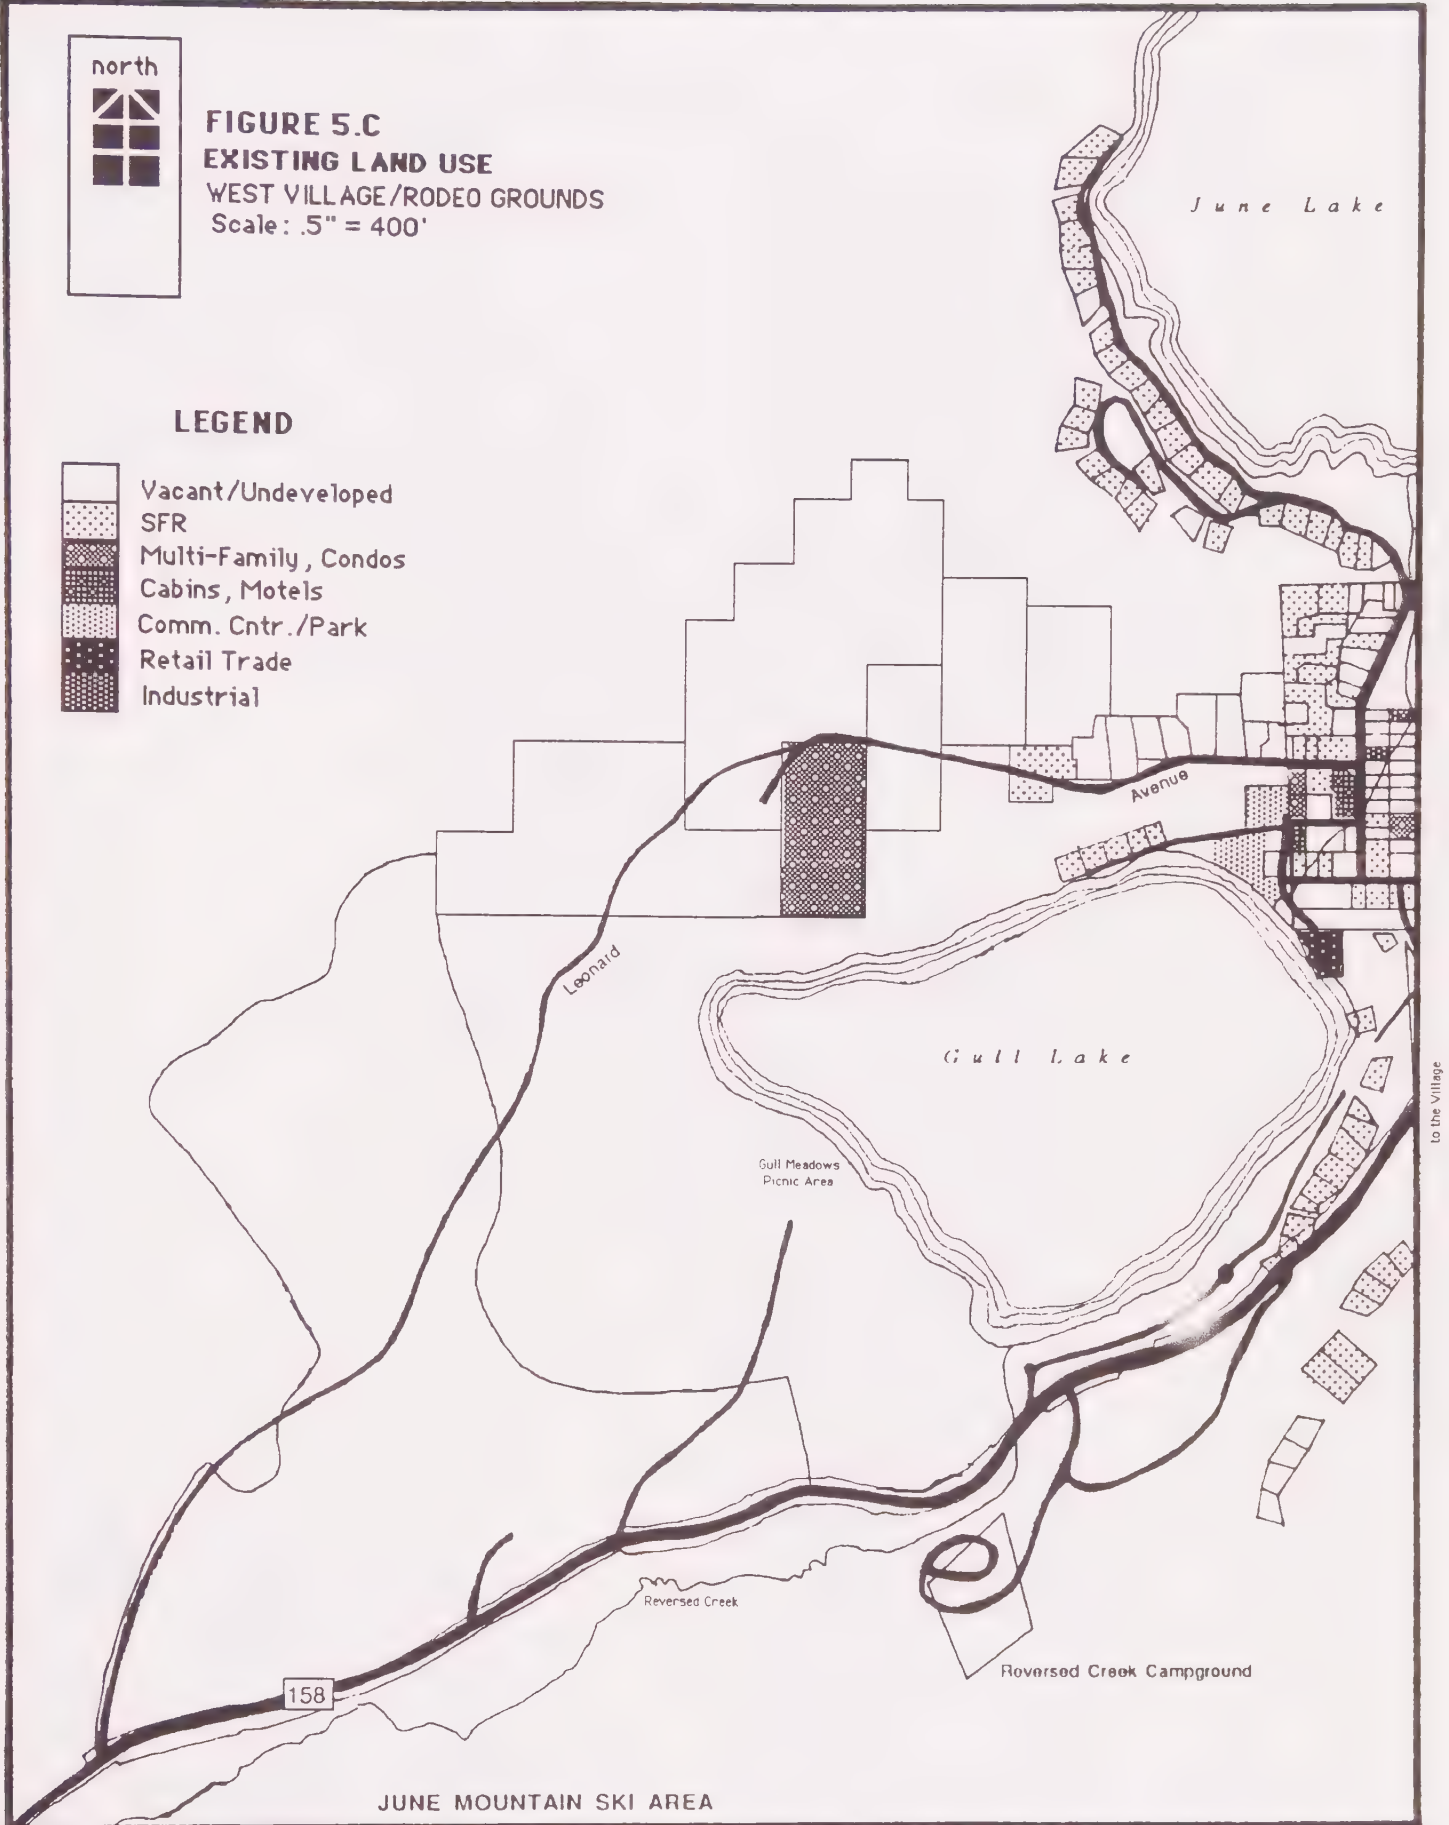 north
FIGURE 5.C
EXISTING LAND USE
WEST VILLAGE/RODEO GROUNDS
Scale: .5" = 400'
June Lake
LEGEND
Vacant/Undeveloped
SFR
Multi-Family, Condos
Cabins, Motels
Comm. Cntr./Park
Retail Trade
Industrial
Avenue
Leonard
Gull Lake
to the Village
Gull Meadows
Picnic Area
Reversed Creek
Reversed Creek Campground
158
JUNE MOUNTAIN SKI AREA